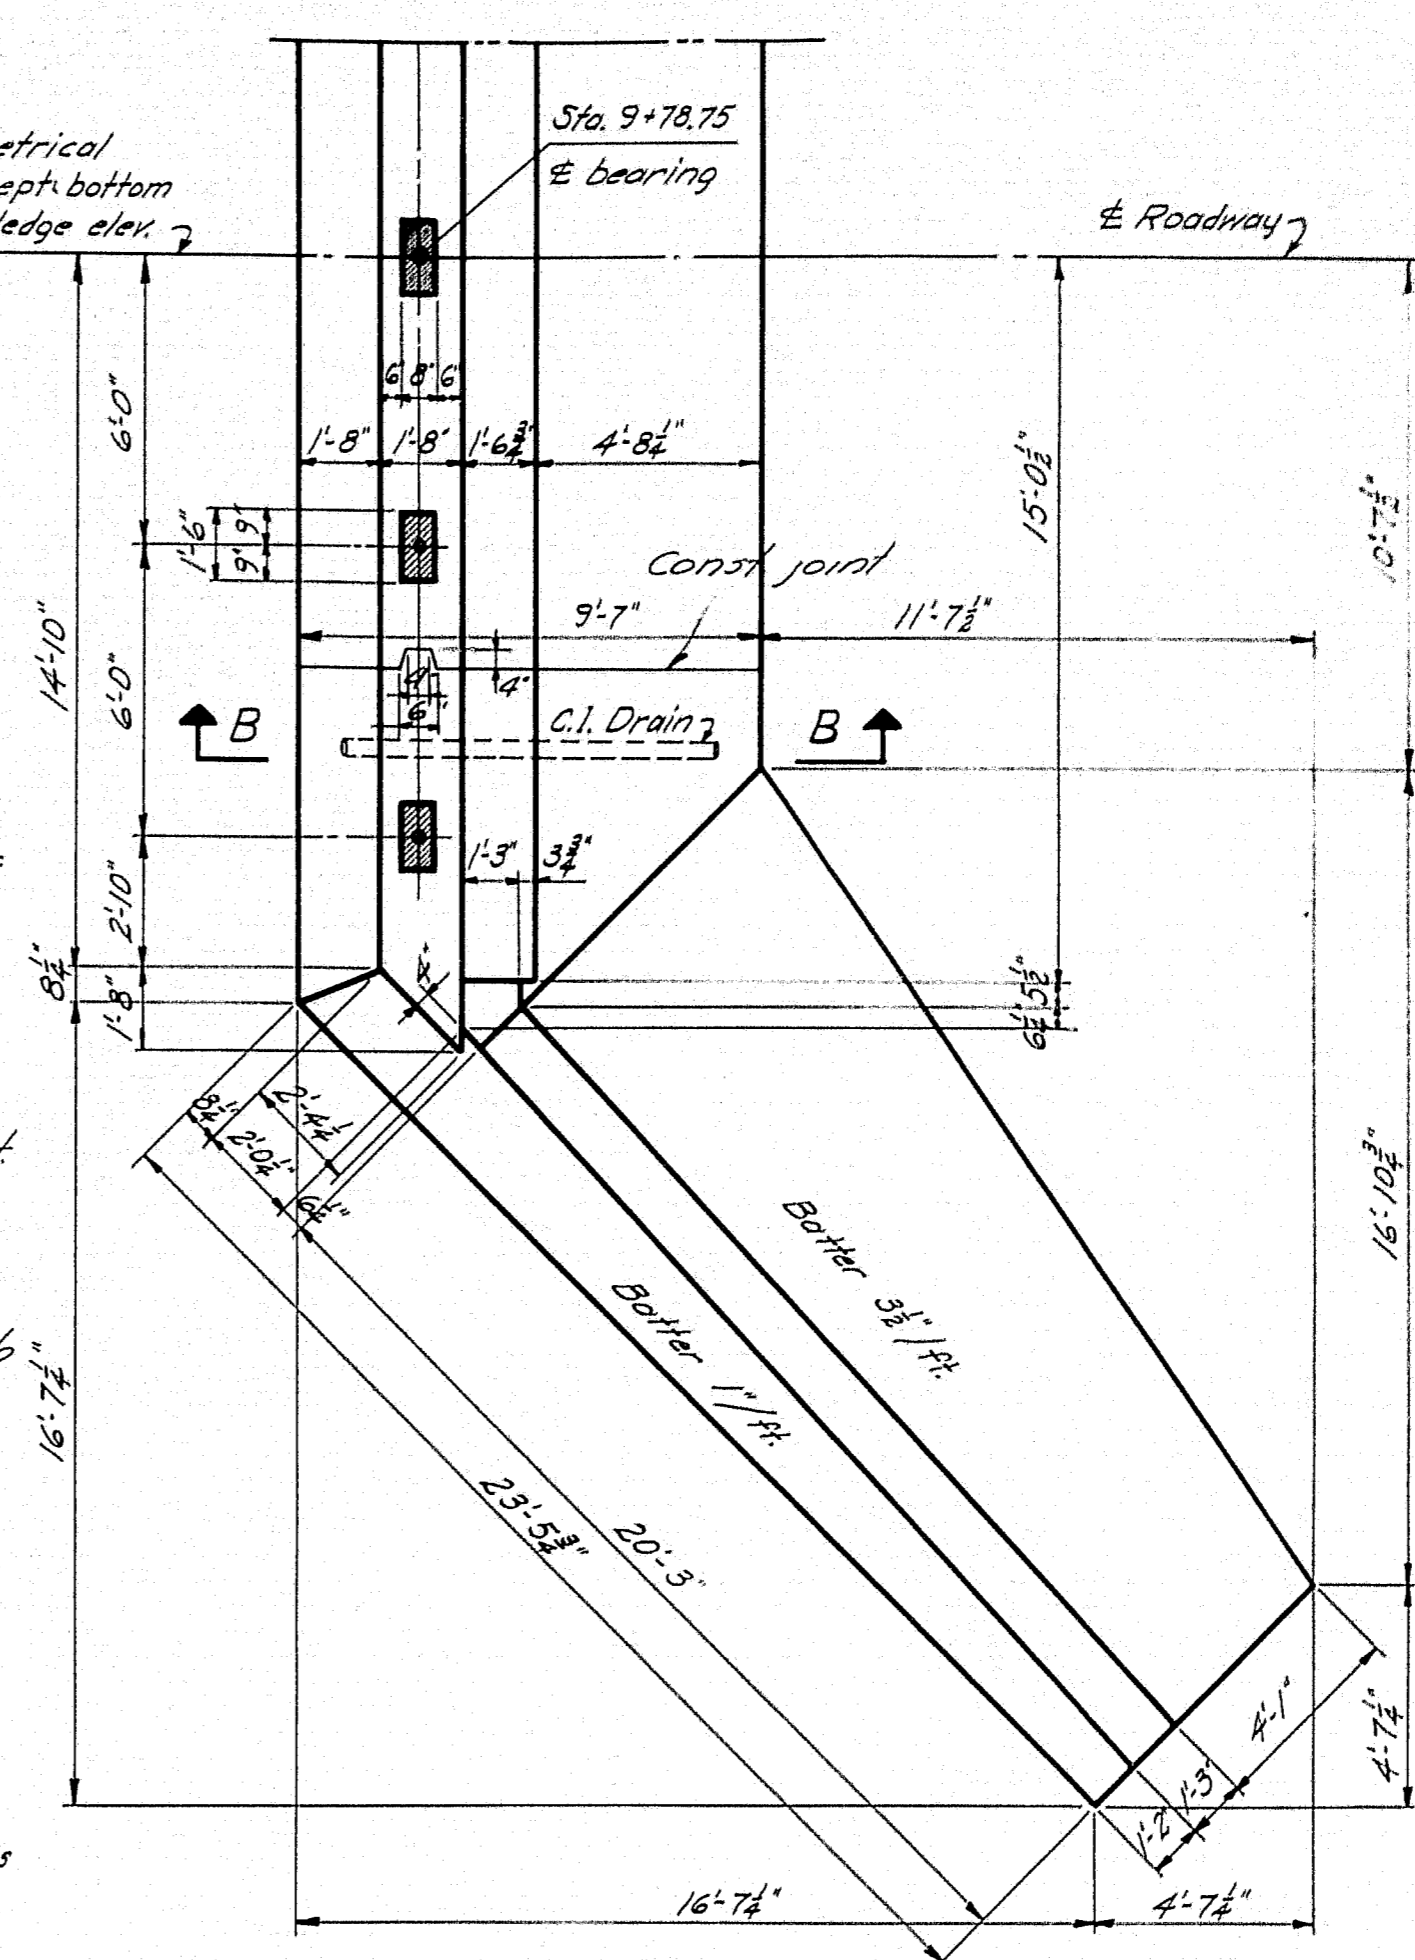 etrical
ept. bottom
ledge elev.
Sta. 9+78.75
℄ bearing
℄ Roadway
6" 8" 6"
1'-8" 1'-8" 1'-6¾" 4'-8¼"
6'-0"
15'-0½"
10'-7½"
1'-6" 9" 9"
Const joint
9'-7" 11'-7½"
14'-10"
6'-0"
4" 6" 4"
B C.I. Drain B
1'-3" 3¾"
2'-10"
8¼" 1'-8"
5½"
6¼"
8¼" 2'-4¼"
2'-0¼"
6¼"
16'-10¾"
Batter 3½"/ft.
Batter 1"/ft.
16'-7¼"
23'-5¾" 20'-3"
4'-1"
1'-3"
1'-2"
4'-7¼"
16'-7¼" 4'-7¼"